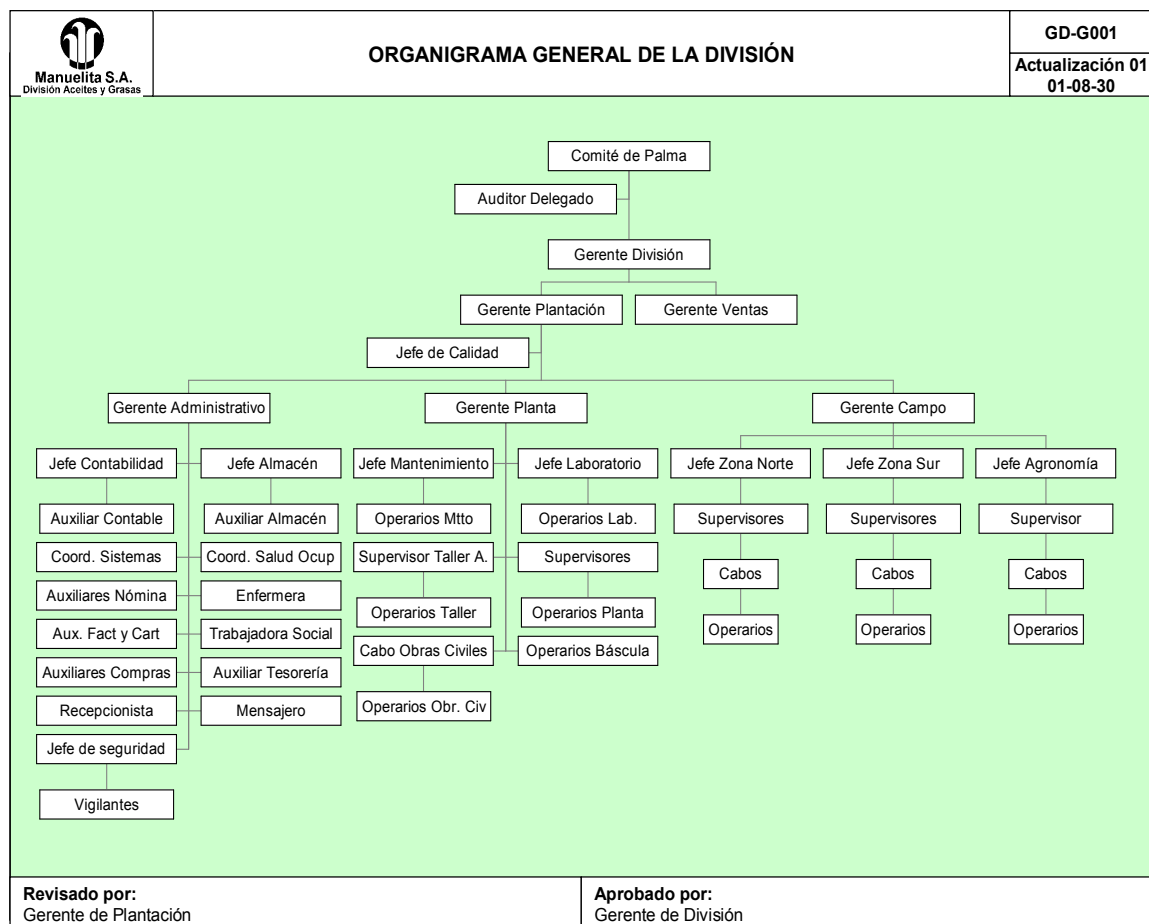 Manuelita S.A.
División Aceites y Grasas
ORGANIGRAMA GENERAL DE LA DIVISIÓN
GD-G001
Actualización 01
01-08-30
Comité de Palma
Auditor Delegado
Gerente División
Gerente Plantación
Gerente Ventas
Jefe de Calidad
Gerente Administrativo
Gerente Planta
Gerente Campo
Jefe Contabilidad
Jefe Almacén
Jefe Mantenimiento
Jefe Laboratorio
Jefe Zona Norte
Jefe Zona Sur
Jefe Agronomía
Auxiliar Contable
Auxiliar Almacén
Operarios Mtto
Operarios Lab.
Supervisores
Supervisores
Supervisor
Coord. Sistemas
Coord. Salud Ocup
Supervisor Taller A.
Supervisores
Cabos
Cabos
Cabos
Auxiliares Nómina
Enfermera
Operarios Taller
Operarios Planta
Aux. Fact y Cart
Trabajadora Social
Cabo Obras Civiles
Operarios Báscula
Operarios
Operarios
Operarios
Auxiliares Compras
Auxiliar Tesorería
Recepcionista
Mensajero
Operarios Obr. Civ
Jefe de seguridad
Vigilantes
Revisado por:
Gerente de Plantación
Aprobado por:
Gerente de División